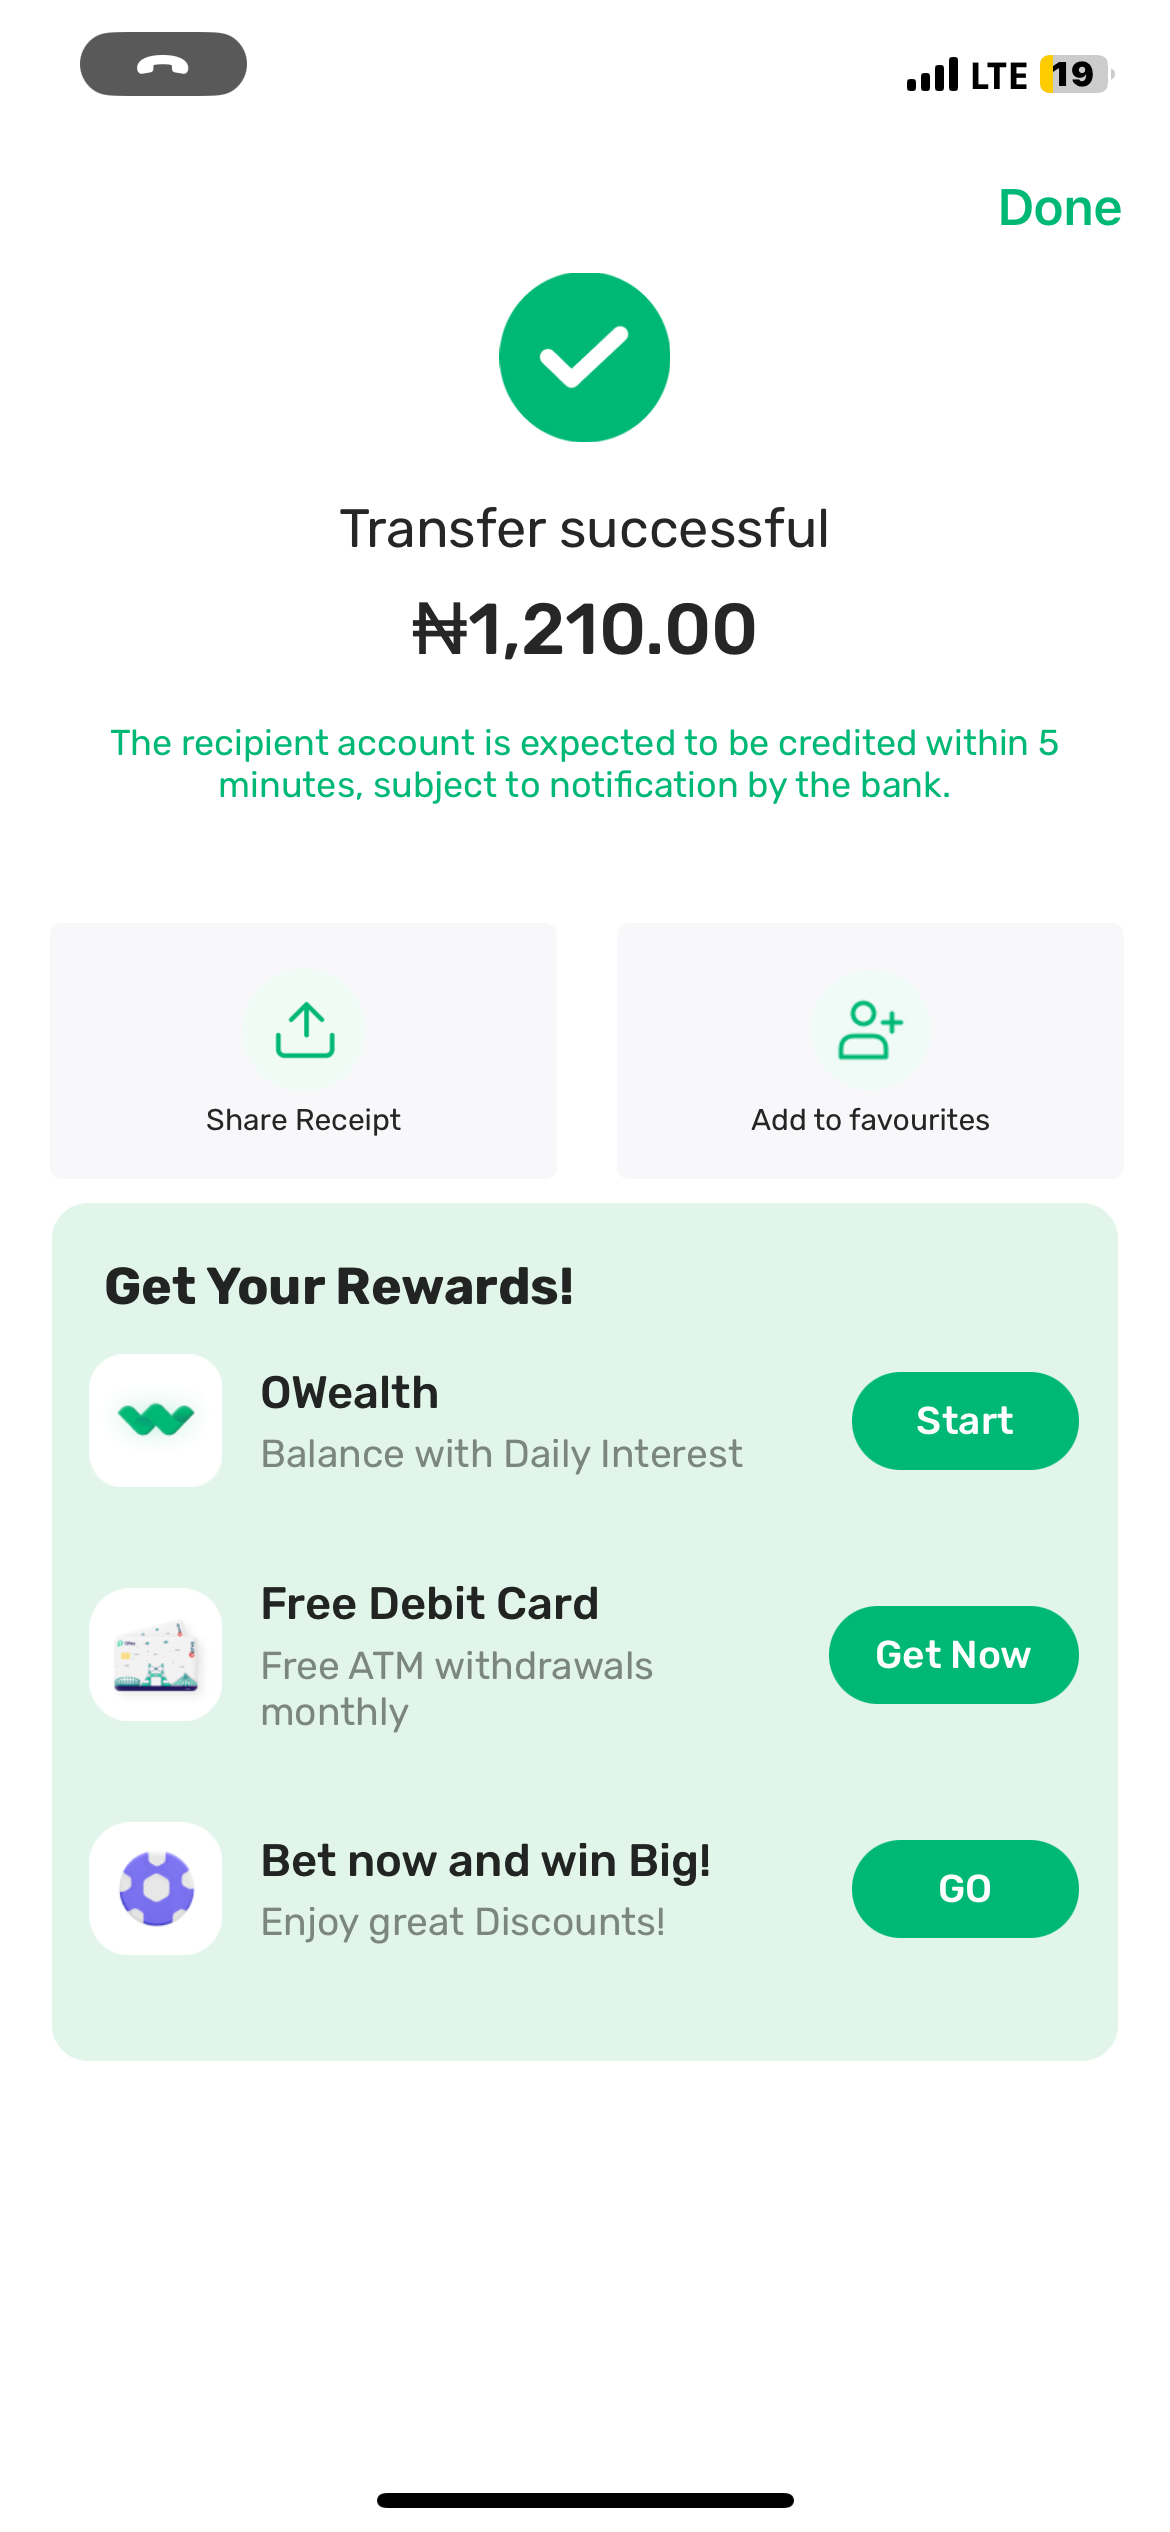 LTE 19
Done
Transfer successful
₦1,210.00
The recipient account is expected to be credited within 5
minutes, subject to notification by the bank.
Share Receipt
Add to favourites
Get Your Rewards!
OWealth
Balance with Daily Interest
Start
Free Debit Card
Free ATM withdrawals
monthly
Get Now
Bet now and win Big!
Enjoy great Discounts!
GO